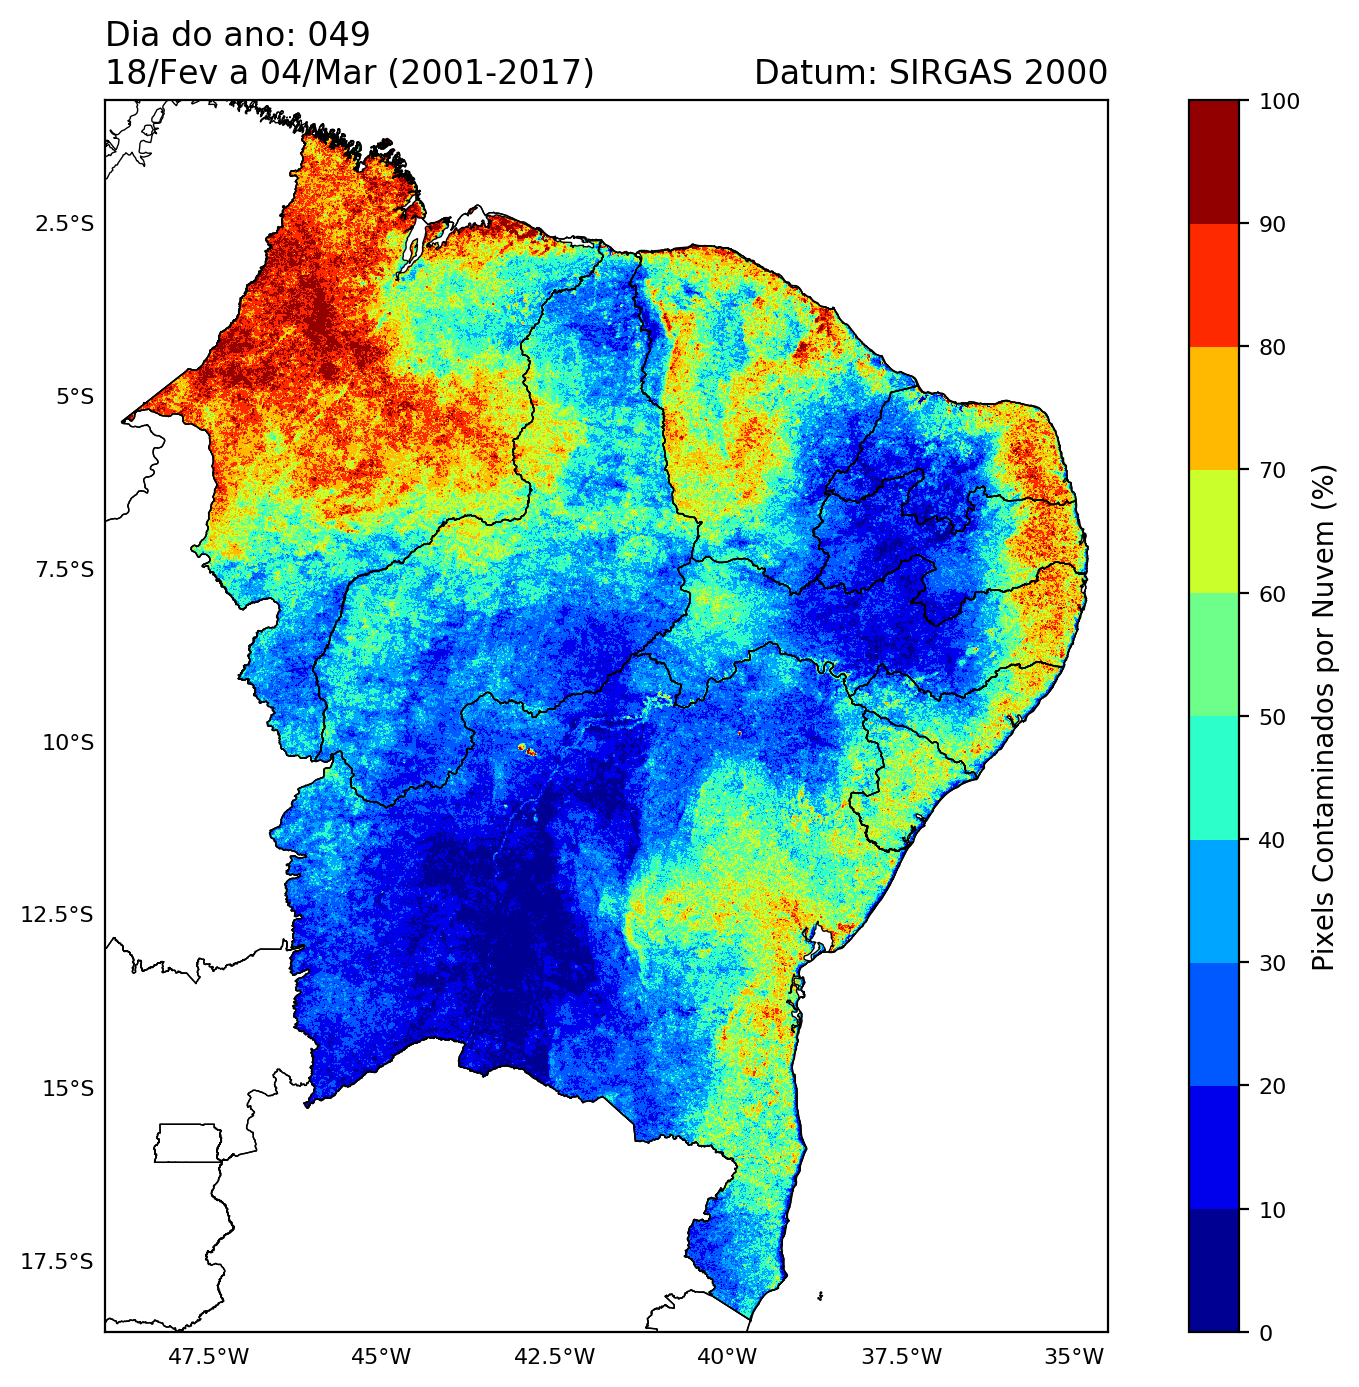 Dia do ano: 049
18/Fev a 04/Mar (2001-2017)
Datum: SIRGAS 2000
2.5°S
5°S
7.5°S
10°S
12.5°S
15°S
17.5°S
47.5°W
45°W
42.5°W
40°W
37.5°W
35°W
100
90
80
70
60
50
40
30
20
10
0
Pixels Contaminados por Nuvem (%)